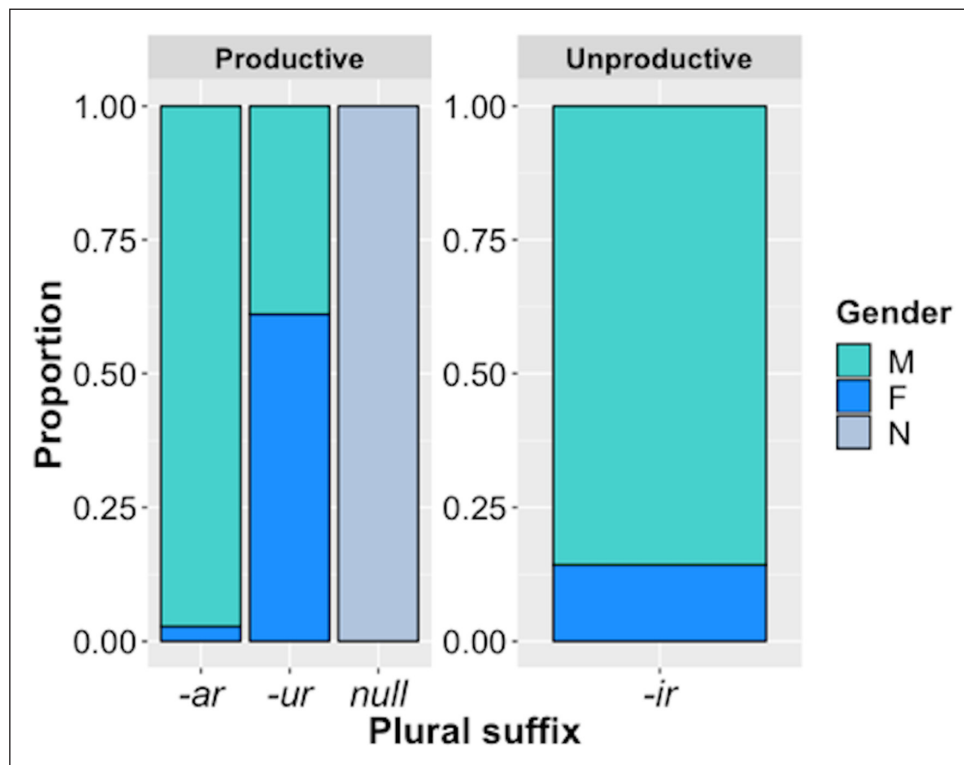 Productive
Unproductive
1.00
0.75
0.50
0.25
0.00
1.00
0.75
0.50
0.25
0.00
Proportion
-ar
-ur
null
-ir
Plural suffix
Gender
M
F
N